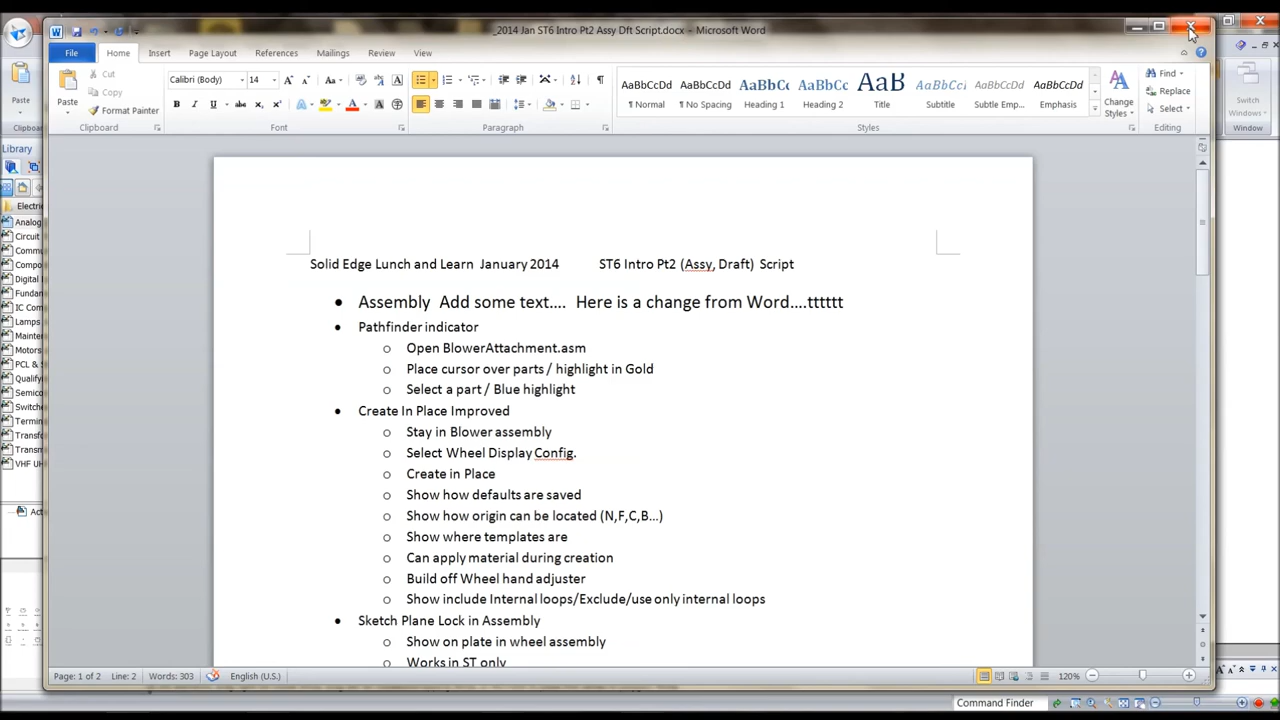 _2014 Jan ST6 Intro Pt2 Assy Dft Script.docx - Microsoft Word
File Home Insert Page Layout References Mailings Review View
Paste
Cut
Copy
Format Painter
Clipboard
Calibri (Body) 14
Font
Paragraph
AaBbCcDd AaBbCcDd AaBbCc AaBbCc AaB AaBbCcI AaBbCcDd AaBbCcDd
¶ Normal ¶ No Spacing Heading 1 Heading 2 Title Subtitle Subtle Emp... Emphasis
Change Styles
Styles
Find
Replace
Select
Editing
Switch
Windows
Window
Paste
Clipboard
Library
Electri
Analog
Circuit
Commu
Digital
Fundam
IC Com
Lamps
Mainte
Motors
PCL & S
Qualify
Semico
Switche
Termin
Transfo
Transm
VHF UH
Act
Solid Edge Lunch and Learn January 2014 ST6 Intro Pt2 (Assy, Draft) Script
• Assembly Add some text.... Here is a change from Word....tttttt
• Pathfinder indicator
o Open BlowerAttachment.asm
o Place cursor over parts / highlight in Gold
o Select a part / Blue highlight
• Create In Place Improved
o Stay in Blower assembly
o Select Wheel Display Config.
o Create in Place
o Show how defaults are saved
o Show how origin can be located (N,F,C,B...)
o Show where templates are
o Can apply material during creation
o Build off Wheel hand adjuster
o Show include Internal loops/Exclude/use only internal loops
• Sketch Plane Lock in Assembly
o Show on plate in wheel assembly
o Works in ST only
Page: 1 of 2 Line: 2 Words: 303 English (U.S.) 120%
Command Finder